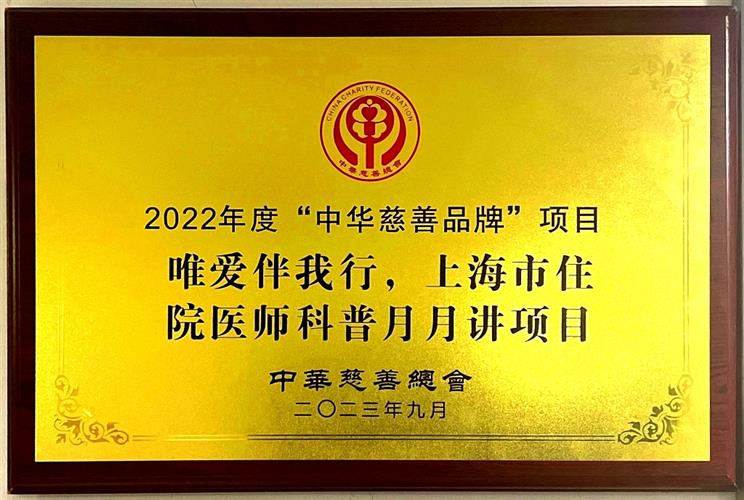 CHINA CHARITY FEDERATION
中華慈善總會
2022年度“中华慈善品牌”项目
唯爱伴我行，上海市住
院医师科普月月讲项目
中華慈善總會
二〇二三年九月